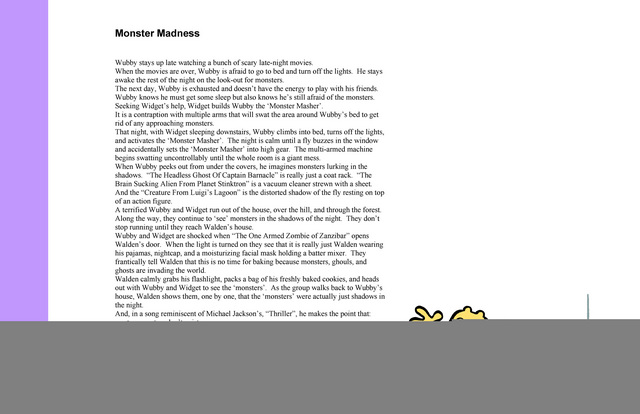 Monster Madness
Wubby stays up late watching a bunch of scary late-night movies.
When the movies are over, Wubby is afraid to go to bed and turn off the lights. He stays
awake the rest of the night on the look-out for monsters.
The next day, Wubby is exhausted and doesn't have the energy to play with his friends.
Wubby knows he must get some sleep but also knows he's still afraid of the monsters.
Seeking Widget's help, Widget builds Wubby the 'Monster Masher'.
It is a contraption with multiple arms that will swat the area around Wubby's bed to get
rid of any approaching monsters.
That night, with Widget sleeping downstairs, Wubby climbs into bed, turns off the lights,
and activates the 'Monster Masher'. The night is calm until a fly buzzes in the window
and accidentally sets the 'Monster Masher' into high gear. The multi-armed machine
begins swatting uncontrollably until the whole room is a giant mess.
When Wubby peeks out from under the covers, he imagines monsters lurking in the
shadows. "The Headless Ghost Of Captain Barnacle" is really just a coat rack. "The
Brain Sucking Alien From Planet Stinktron" is a vacuum cleaner strewn with a sheet.
And the "Creature From Luigi's Lagoon" is the distorted shadow of the fly resting on top
of an action figure.
A terrified Wubby and Widget run out of the house, over the hill, and through the forest.
Along the way, they continue to 'see' monsters in the shadows of the night. They don't
stop running until they reach Walden's house.
Wubby and Widget are shocked when "The One Armed Zombie of Zanzibar" opens
Walden's door. When the light is turned on they see that it is really just Walden wearing
his pajamas, nightcap, and a moisturizing facial mask holding a batter mixer. They
frantically tell Walden that this is no time for baking because monsters, ghouls, and
ghosts are invading the world.
Walden calmly grabs his flashlight, packs a bag of his freshly baked cookies, and heads
out with Wubby and Widget to see the 'monsters'. As the group walks back to Wubby's
house, Walden shows them, one by one, that the 'monsters' were actually just shadows in
the night.
And, in a song reminiscent of Michael Jackson's, "Thriller", he makes the point that: